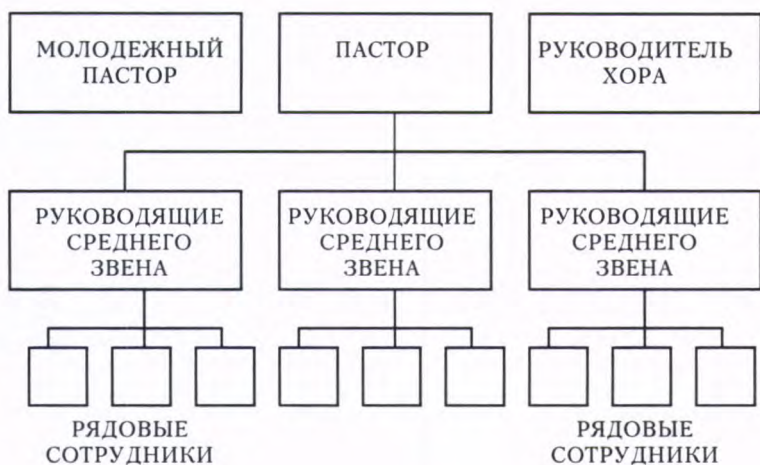 МОЛОДЕЖНЫЙ
ПАСТОР
ПАСТОР
РУКОВОДИТЕЛЬ
ХОРА
РУКОВОДЯЩИЕ
СРЕДНЕГО
ЗВЕНА
РУКОВОДЯЩИЕ
СРЕДНЕГО
ЗВЕНА
РУКОВОДЯЩИЕ
СРЕДНЕГО
ЗВЕНА
РЯДОВЫЕ
СОТРУДНИКИ
РЯДОВЫЕ
СОТРУДНИКИ